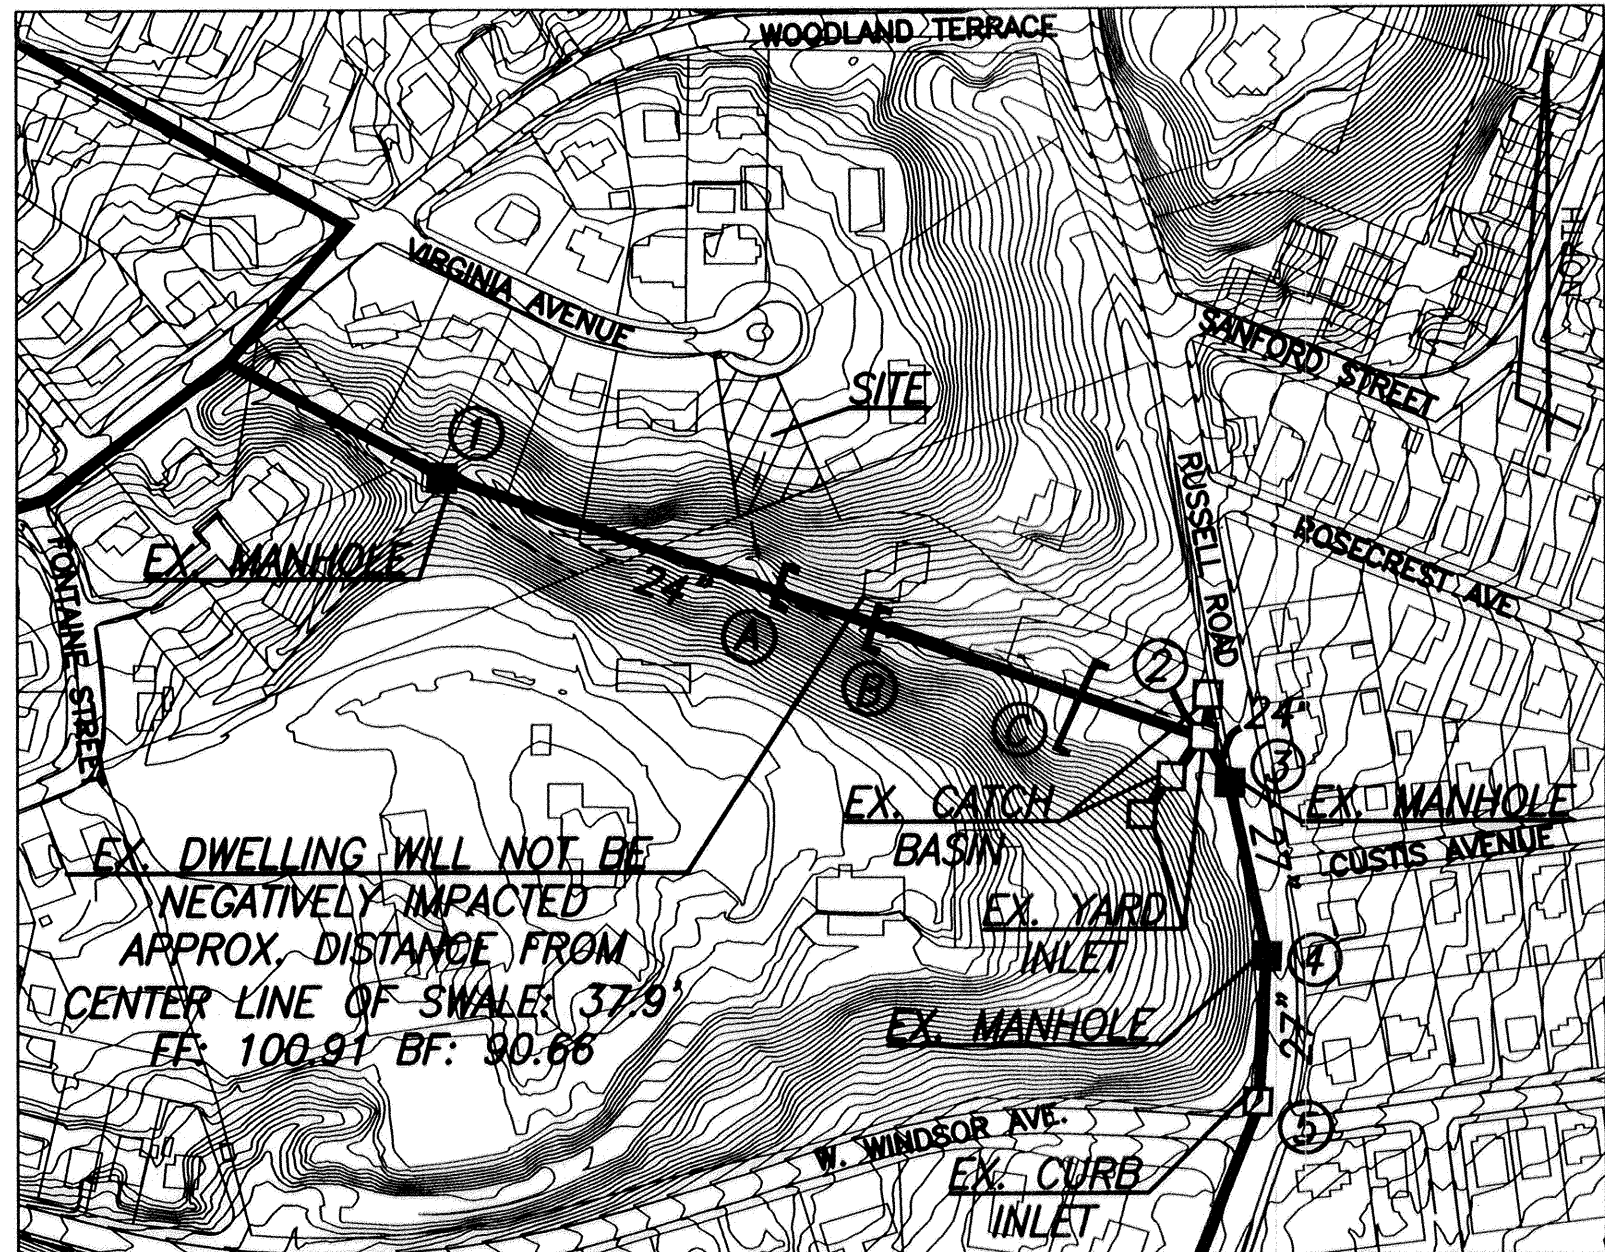 WOODLAND TERRACE
NORTH
VIRGINIA AVENUE
SANFORD STREET
SITE
1
RUSSELL ROAD
ROSECREST AVE.
FONTAINE STREET
EX. MANHOLE
24"
A
B
C
2
24"
3
EX. CATCH
BASIN
EX. MANHOLE
27"
CUSTIS AVENUE
EX. DWELLING WILL NOT BE
NEGATIVELY IMPACTED
APPROX. DISTANCE FROM
CENTER LINE OF SWALE: 37.9'
FF: 100.91 BF: 90.66
EX. YARD
INLET
4
EX. MANHOLE
27"
W. WINDSOR AVE.
5
EX. CURB
INLET